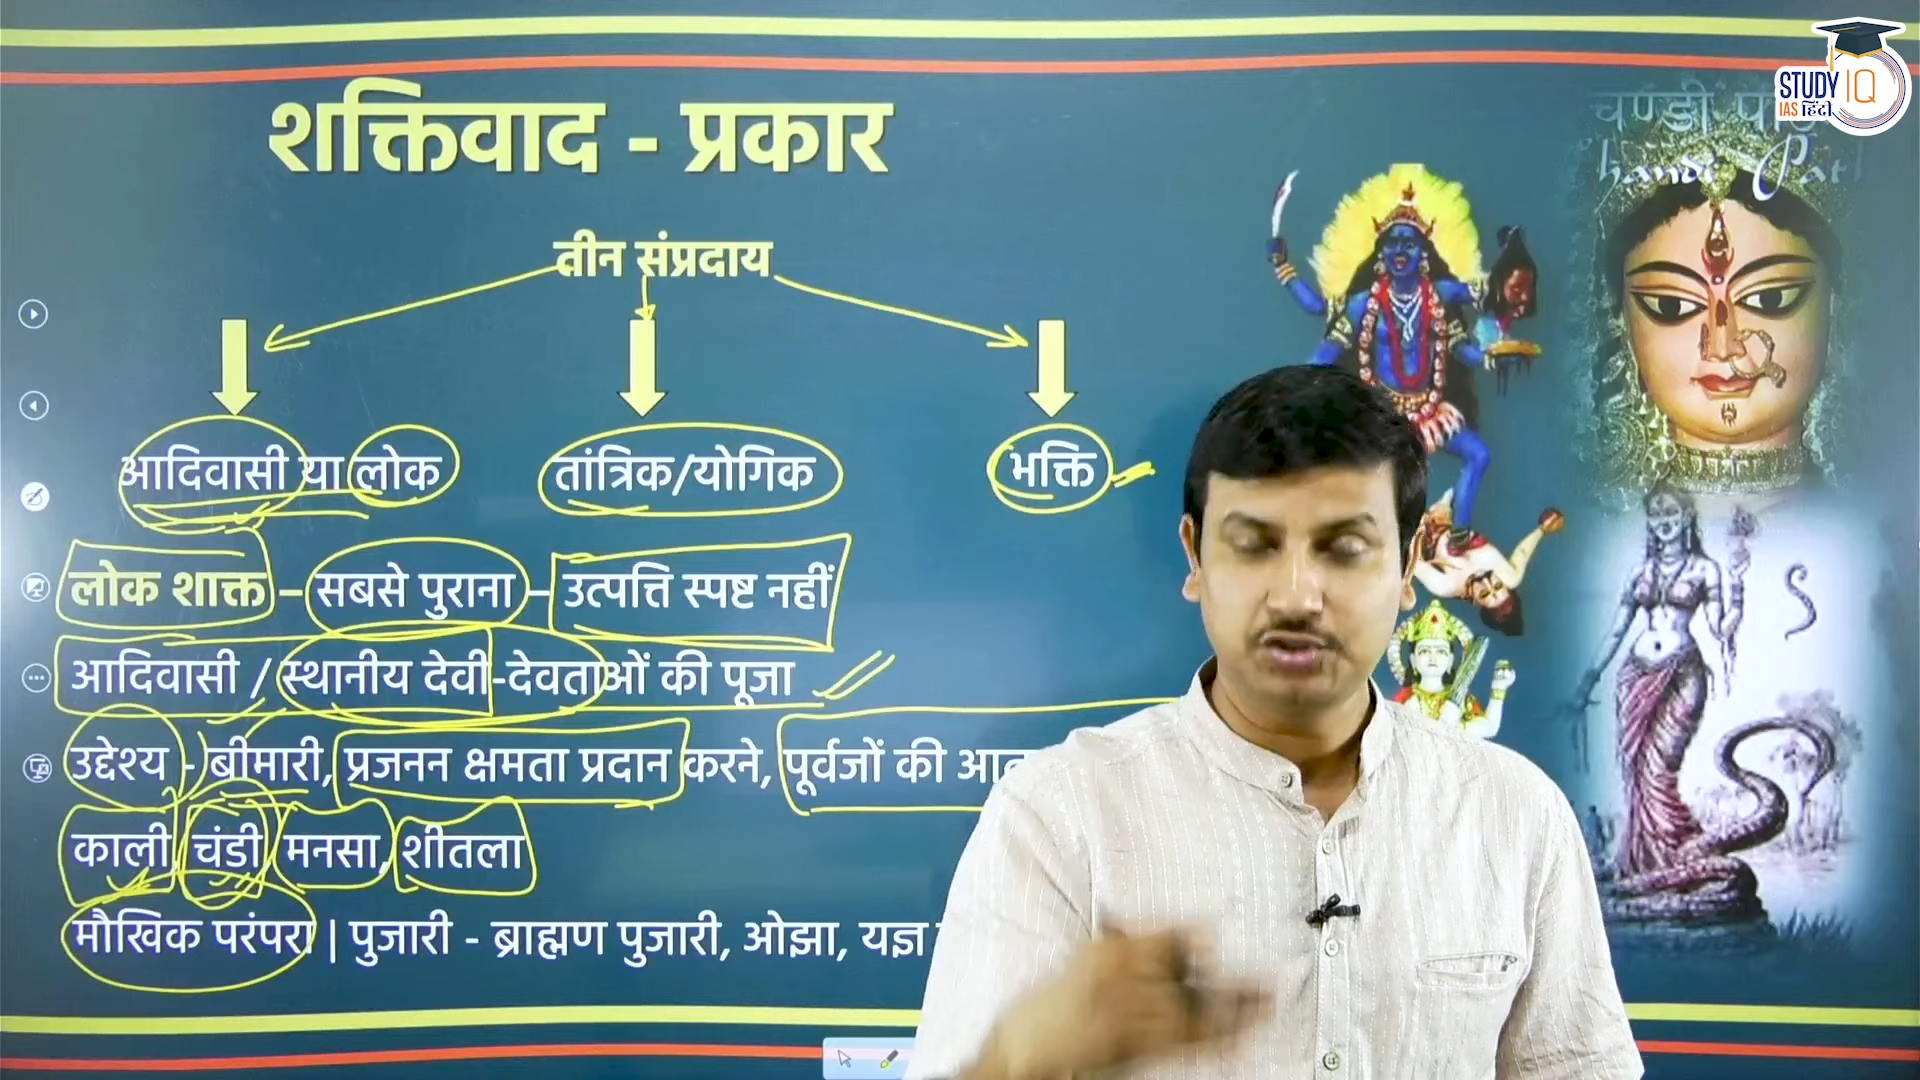 शक्तिवाद - प्रकार
तीन संप्रदाय
आदिवासी या लोक
तांत्रिक/योगिक
भक्ति
लोक शाक्त – सबसे पुराना – उत्पत्ति स्पष्ट नहीं
आदिवासी / स्थानीय देवी-देवताओं की पूजा
उद्देश्य - बीमारी, प्रजनन क्षमता प्रदान करने, पूर्वजों की
काली, चंडी, मनसा, शीतला
मौखिक परंपरा | पुजारी - ब्राह्मण पुजारी, ओझा, यज्ञ
STUDY IQ
IAS हिंदी
चण्डी